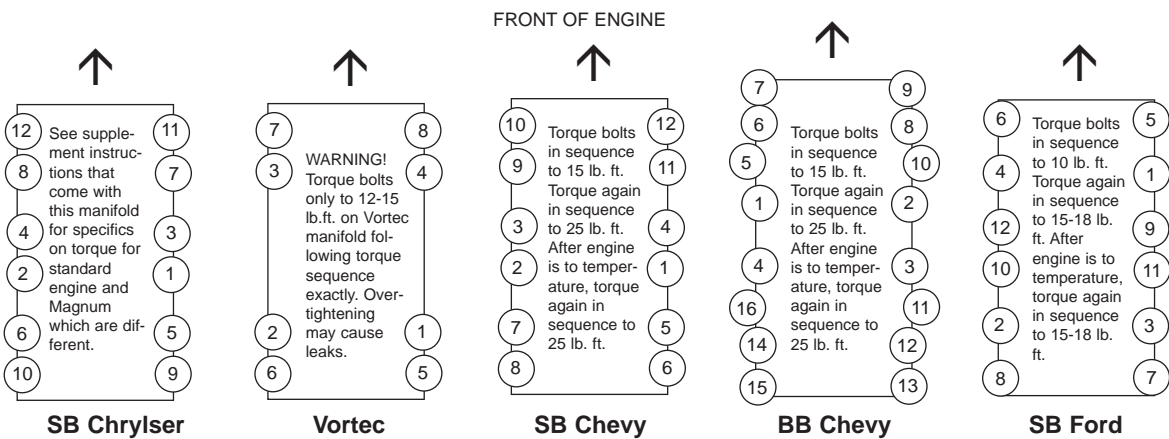 FRONT OF ENGINE
12
8
4
2
6
10
See supple-
ment instruc-
tions that
come with
this manifold
for specifics
on torque for
standard
engine and
Magnum
which are dif-
ferent.
11
7
3
1
5
9
SB Chrylser
7
3
2
6
WARNING!
Torque bolts
only to 12-15
lb.ft. on Vortec
manifold fol-
lowing torque
sequence
exactly. Over-
tightening
may cause
leaks.
8
4
1
5
Vortec
10
9
3
2
7
8
Torque bolts
in sequence
to 15 lb. ft.
Torque again
in sequence
to 25 lb. ft.
After engine
is to temper-
ature, torque
again in
sequence to
25 lb. ft.
12
11
4
1
5
6
SB Chevy
7
6
5
1
4
16
14
15
Torque bolts
in sequence
to 15 lb. ft.
Torque again
in sequence
to 25 lb. ft.
After engine
is to temper-
ature, torque
again in
sequence to
25 lb. ft.
9
8
10
2
3
11
12
13
BB Chevy
6
4
12
10
2
8
Torque bolts
in sequence
to 10 lb. ft.
Torque again
in sequence
to 15-18 lb.
ft. After
engine is to
temperature,
torque again
in sequence
to 15-18 lb.
ft.
5
1
9
11
3
7
SB Ford